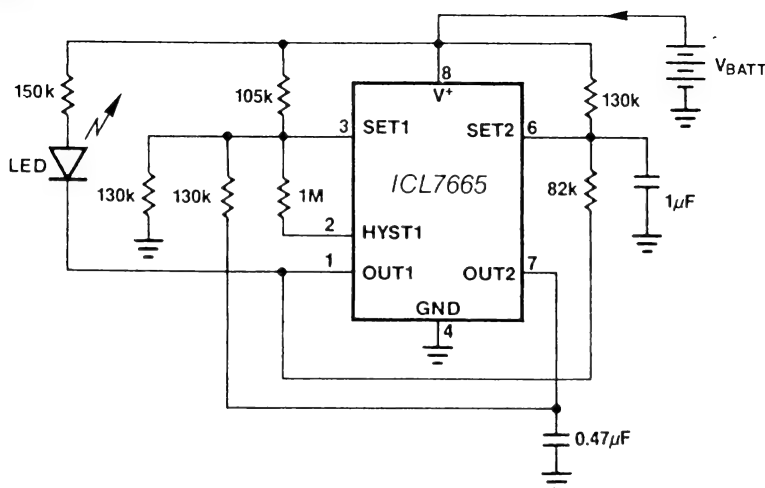 8
V⁺
VBATT
150k
105k
130k
3
SET1
SET2
6
LED
ICL7665
130k
130k
1M
82k
1µF
2
HYST1
1
OUT1
OUT2
7
GND
4
0.47µF